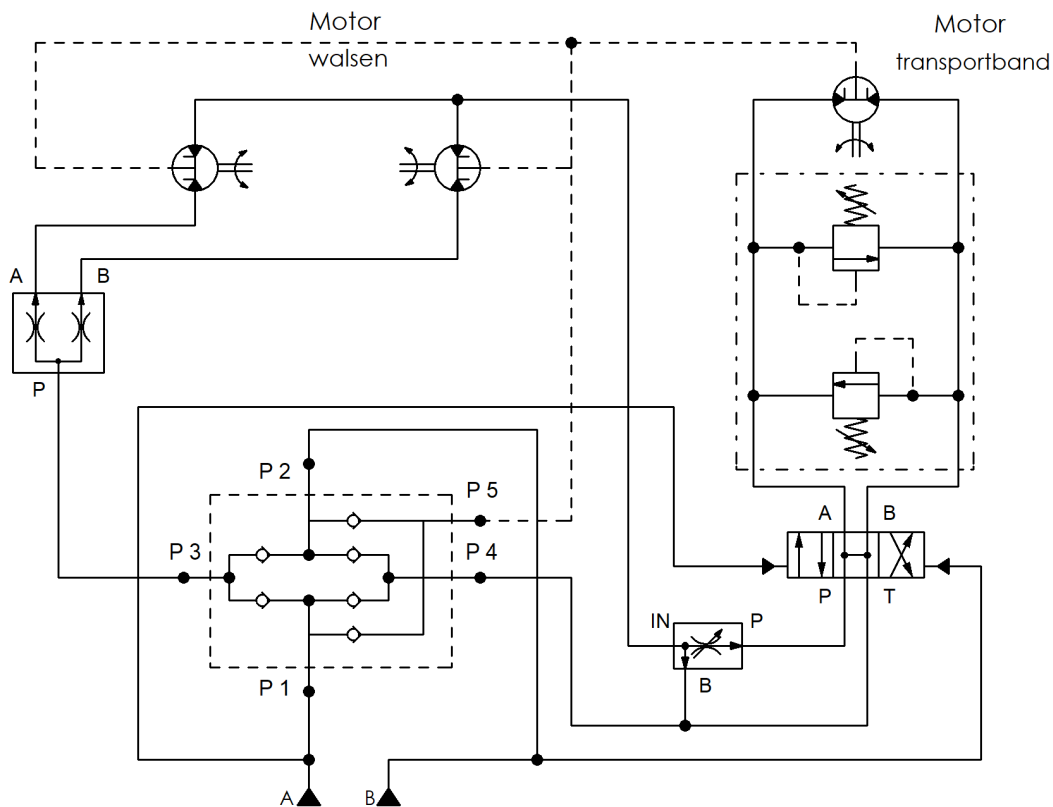 Motor
walsen
Motor
transportband
A
B
P
P 2
P 5
P 3
P 4
A
B
P
T
IN
P
B
P 1
A
B